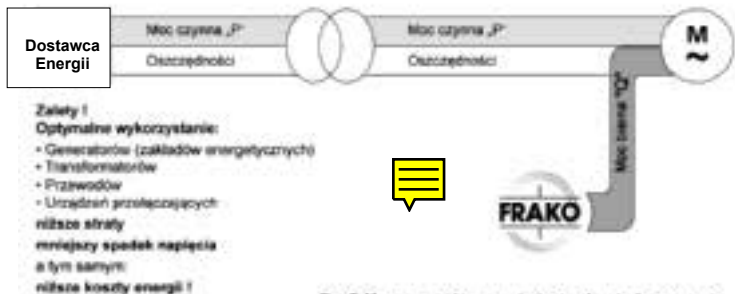 Dostawca
Energii
Moc czynna „P”
Moc czynna „P”
M
~
Oszczędności
Oszczędności
Moc bierna "Q"
FRAKO
Zalety !
Optymalne wykorzystanie:
• Generatorów (zakładów energetycznych)
• Transformatorów
• Przewodów
• Urządzeń przełączających
niższe straty
mniejszy spadek napięcia
a tym samym:
niższe koszty energii !